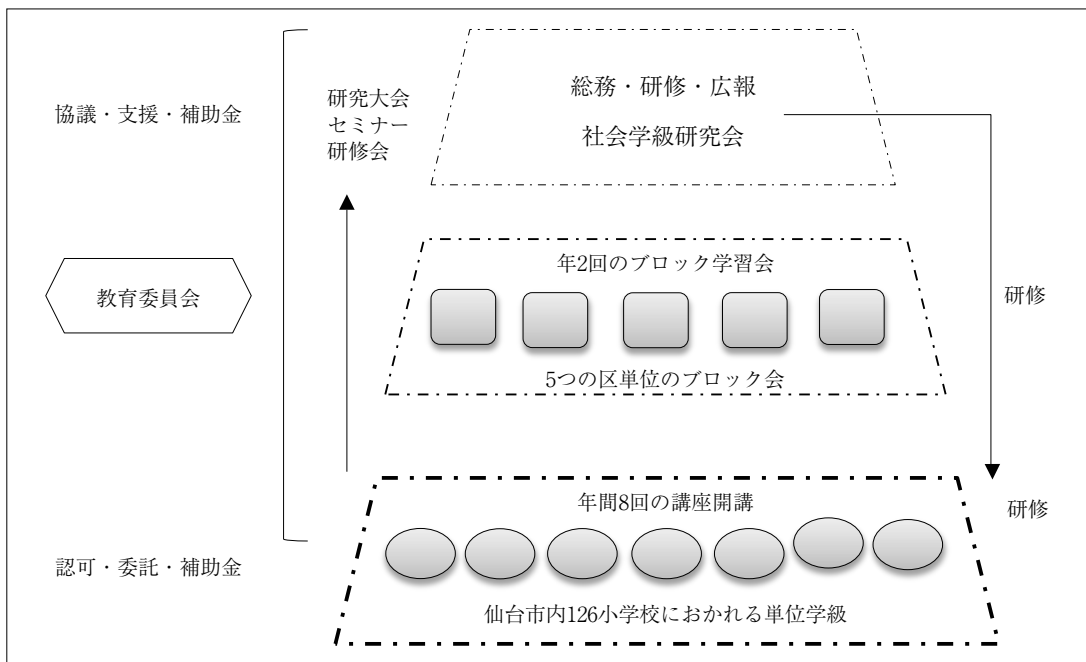 協議・支援・補助金
研究大会
セミナー
研修会
総務・研修・広報
社会学級研究会
年2回のブロック学習会
教育委員会
研修
5つの区単位のブロック会
年間8回の講座開講
研修
認可・委託・補助金
仙台市内126小学校におかれる単位学級